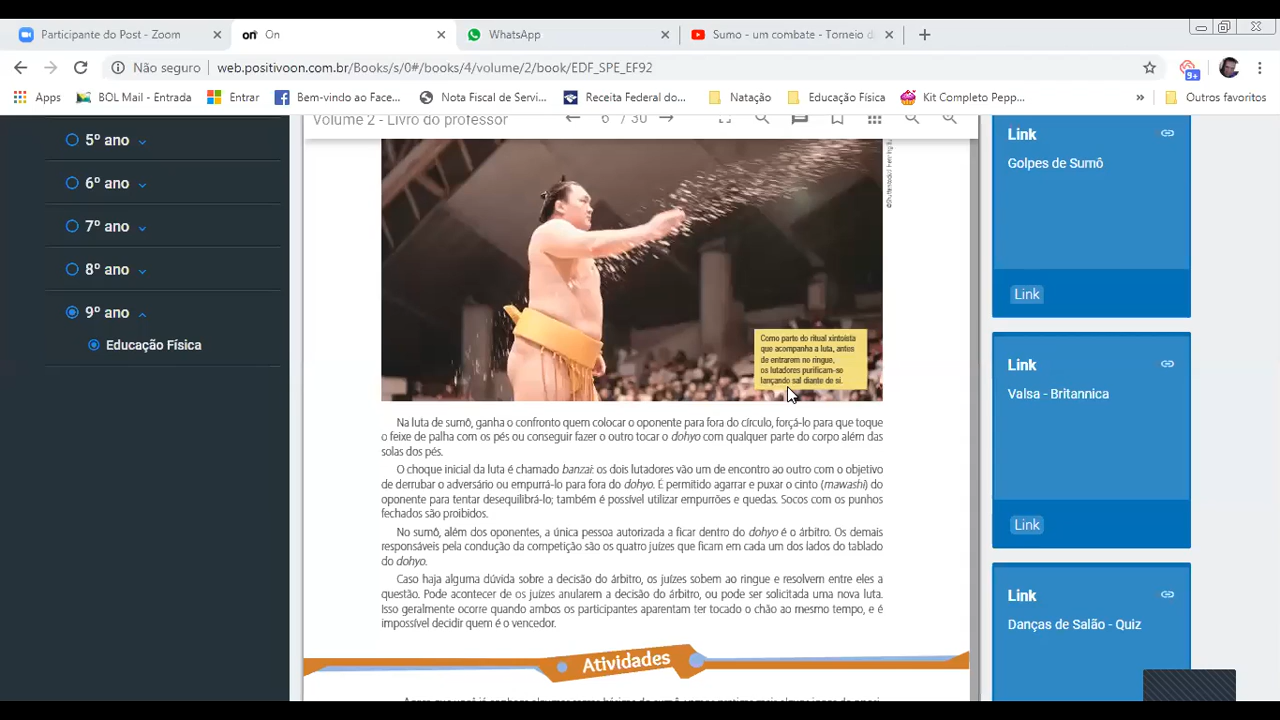 Participante do Post - Zoom
On
WhatsApp
Sumo - um combate - Torneio d
Não seguro
web.positivoon.com.br/Books/s/0#/books/4/volume/2/book/EDF_SPE_EF92
9+
Apps
BOL Mail - Entrada
Entrar
Bem-vindo ao Face...
Nota Fiscal de Servi...
Receita Federal do...
Natação
Educação Física
Kit Completo Pepp...
»
Outros favoritos
5º ano
6º ano
7º ano
8º ano
9º ano
Educação Física
Volume 2 - Livro do professor
6 / 30
Como parte do ritual xintoísta
que acompanha a luta, antes
de entrarem no ringue,
os lutadores purificam-se
lançando sal diante de si.
Na luta de sumô, ganha o confronto quem colocar o oponente para fora do círculo, forçá-lo para que toque
o feixe de palha com os pés ou conseguir fazer o outro tocar o dohyo com qualquer parte do corpo além das
solas dos pés.
O choque inicial da luta é chamado banzai: os dois lutadores vão um de encontro ao outro com o objetivo
de derrubar o adversário ou empurrá-lo para fora do dohyo. É permitido agarrar e puxar o cinto (mawashi) do
oponente para tentar desequilibrá-lo; também é possível utilizar empurrões e quedas. Socos com os punhos
fechados são proibidos.
No sumô, além dos oponentes, a única pessoa autorizada a ficar dentro do dohyo é o árbitro. Os demais
responsáveis pela condução da competição são os quatro juízes que ficam em cada um dos lados do tablado
do dohyo.
Caso haja alguma dúvida sobre a decisão do árbitro, os juízes sobem ao ringue e resolvem entre eles a
questão. Pode acontecer de os juízes anularem a decisão do árbitro, ou pode ser solicitada uma nova luta.
Isso geralmente ocorre quando ambos os participantes aparentam ter tocado o chão ao mesmo tempo, e é
impossível decidir quem é o vencedor.
Atividades
Link
Golpes de Sumô
Link
Link
Valsa - Britannica
Link
Link
Danças de Salão - Quiz